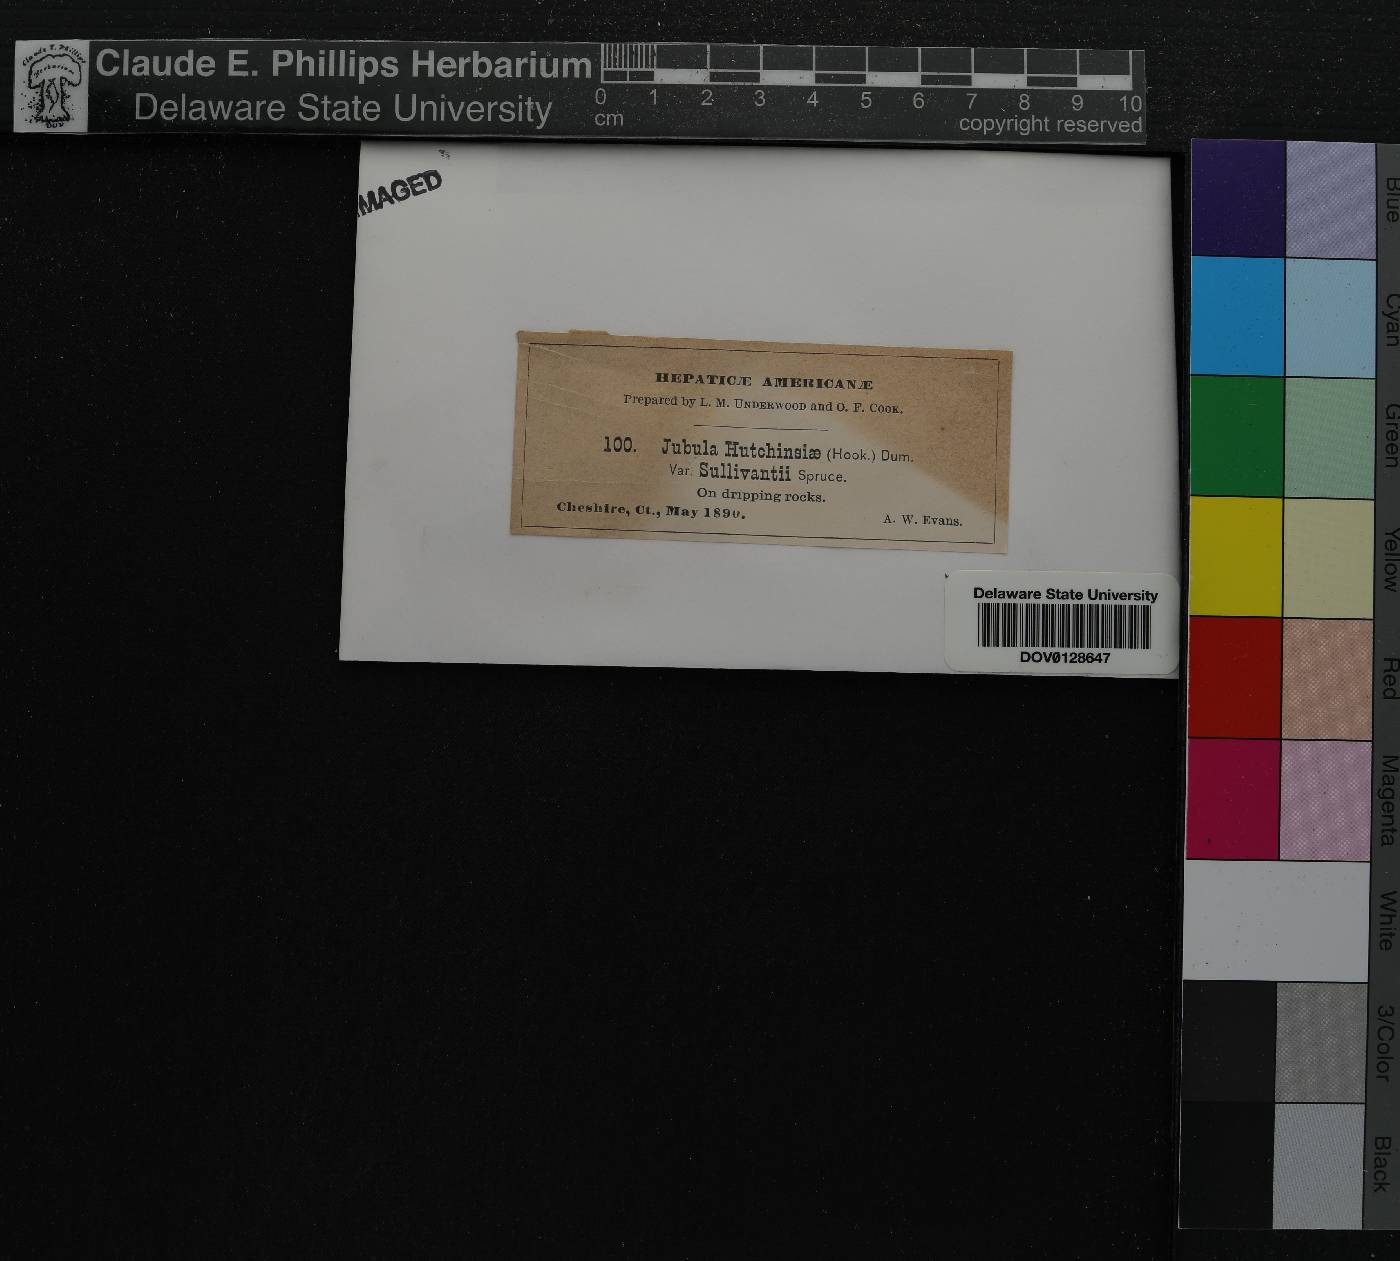 Claude E. Phillips Herbarium
Delaware State University
0 1 2 3 4 5 6 7 8 9 10
cm
copyright reserved
MAGED
HEPATICÆ AMERICANÆ
Prepared by L. M. UNDERWOOD and O. F. COOK.
100. Jubula Hutchinsiæ (Hook.) Dum.
Var. Sullivantii Spruce.
On dripping rocks.
Cheshire, Ct., May 1890.
A. W. Evans.
Delaware State University
DOV0128647
Blue
Cyan
Green
Yellow
Red
Magenta
White
3/Color
Black